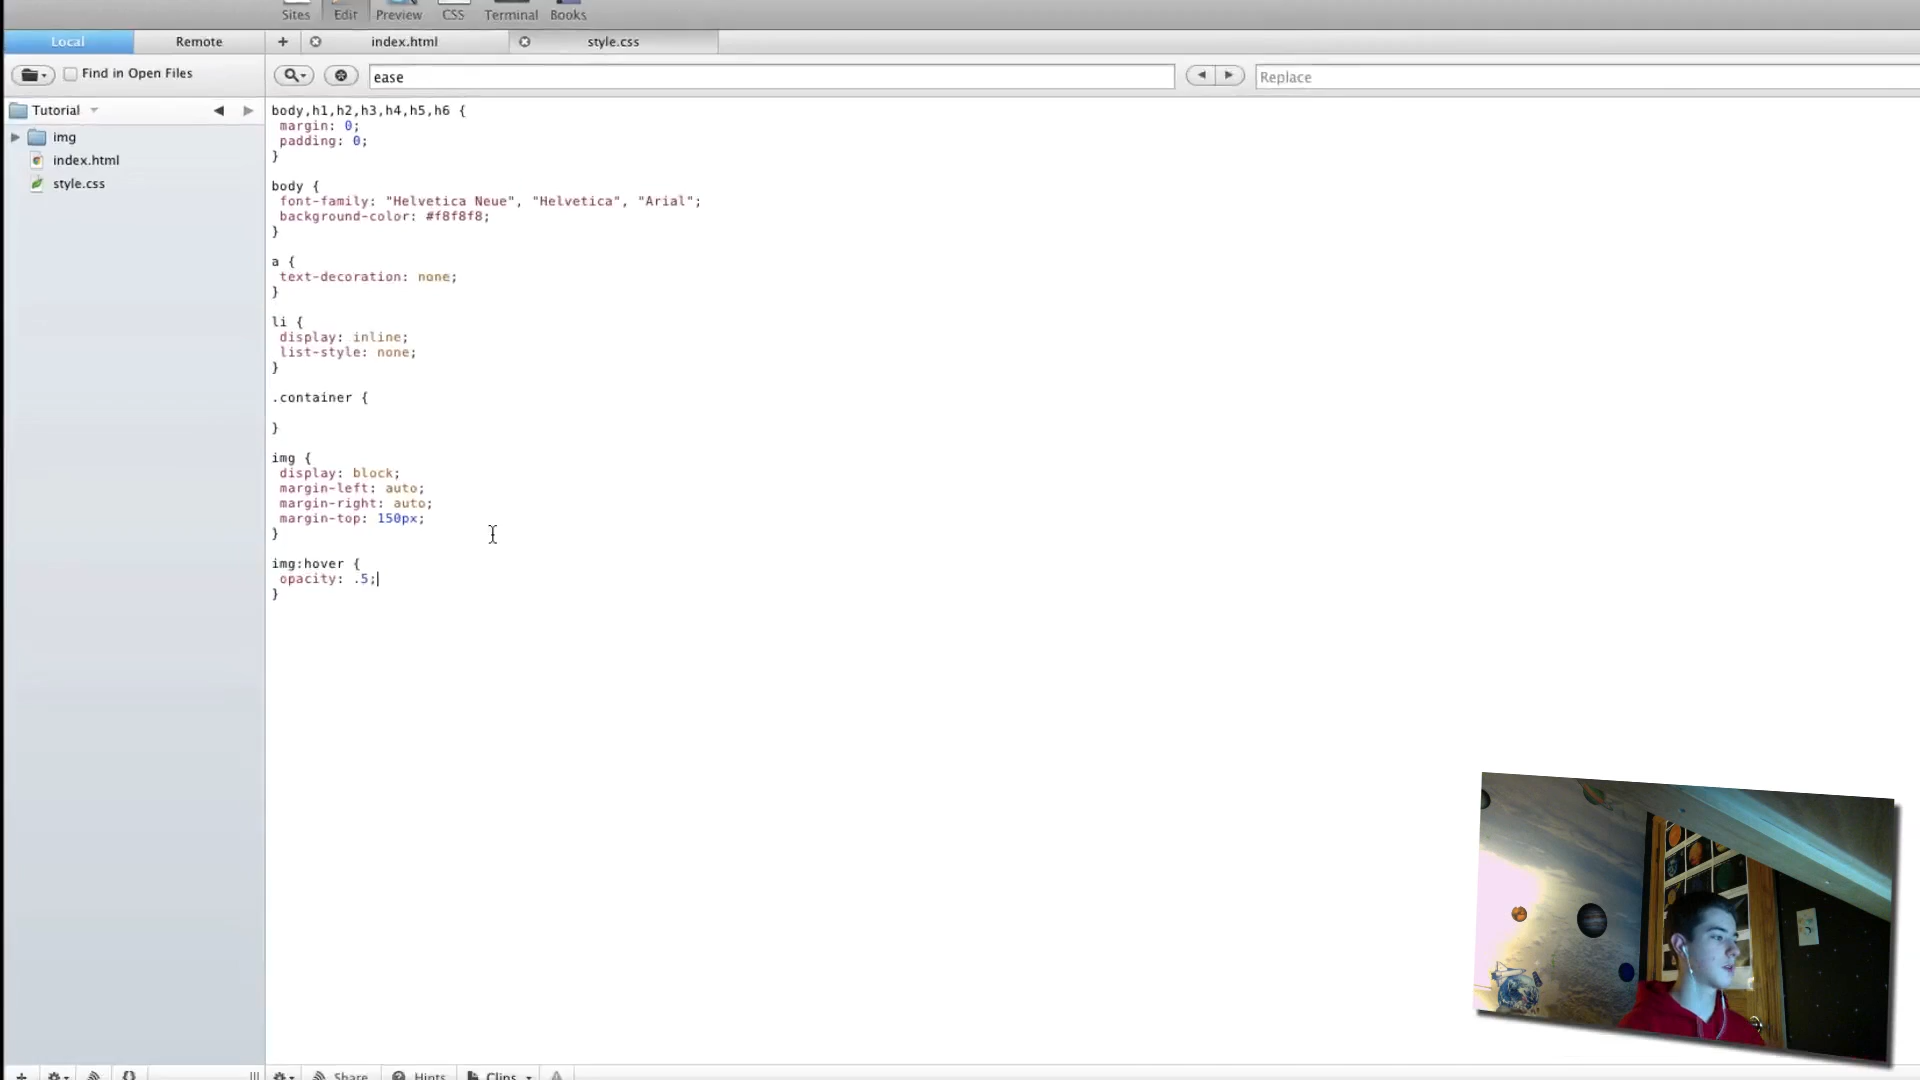 Sites Edit Preview CSS Terminal Books
Local Remote + index.html style.css
Find in Open Files ease Replace
Tutorial
img
index.html
style.css
body,h1,h2,h3,h4,h5,h6 {
margin: 0;
padding: 0;
}
body {
font-family: "Helvetica Neue", "Helvetica", "Arial";
background-color: #f8f8f8;
}
a {
text-decoration: none;
}
li {
display: inline;
list-style: none;
}
.container {
}
img {
display: block;
margin-left: auto;
margin-right: auto;
margin-top: 150px;
}
img:hover {
opacity: .5;
}
Share Hints Clips